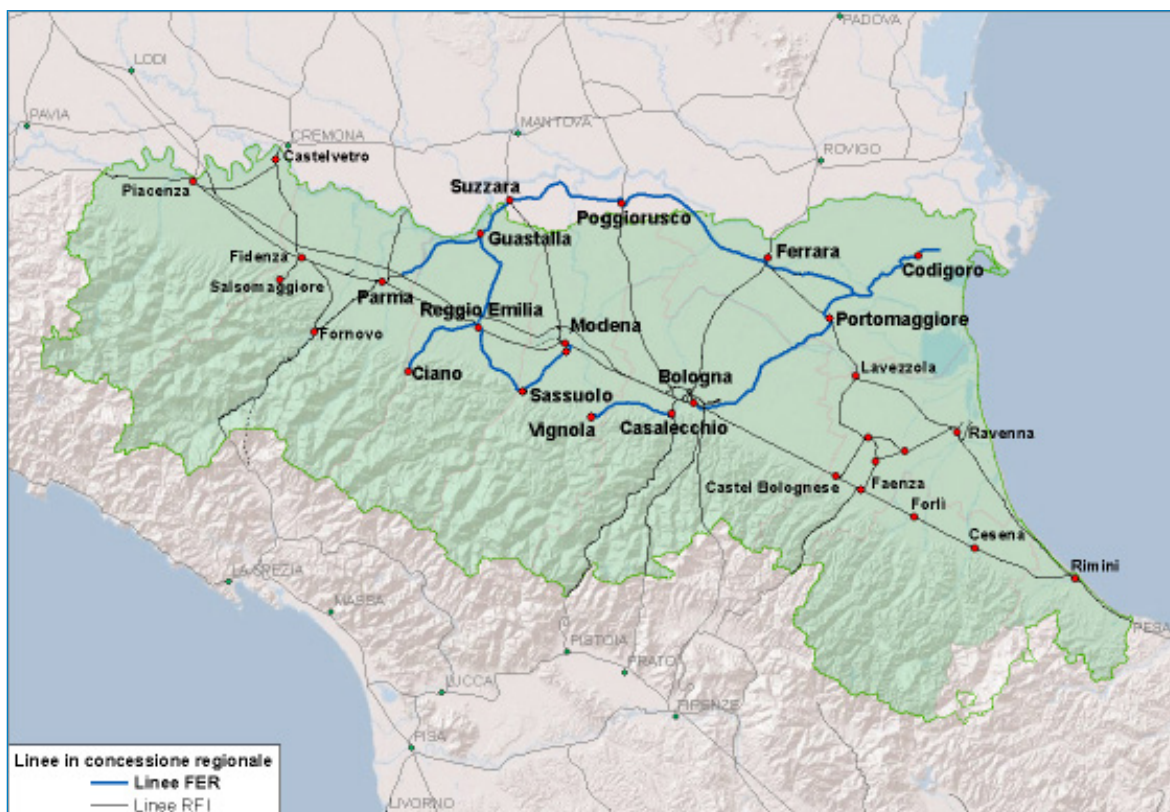 PADOVA
LODI
PAVIA
MANTOVA
CREMONA
Castelvetro
ROVIGO
Piacenza
Suzzara
Poggiorusco
Guastalla
Ferrara
Fidenza
Codigoro
Salsomaggiore
Parma
Reggio Emilia
Portomaggiore
Modena
Fornovo
Ciano
Bologna
Lavezzola
Sassuolo
Vignola
Casalecchio
Ravenna
Castel Bolognese
Faenza
Forlì
Cesena
Rimini
LA SPEZIA
MASSA
PESA
PISTOIA
PRATO
LUCCA
FIRENZE
PISA
LIVORNO
Linee in concessione regionale
Linee FER
Linee RFI